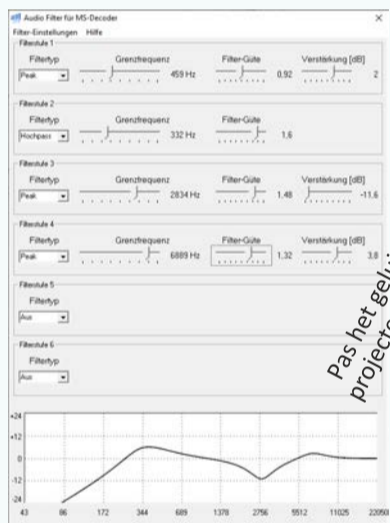 Audio Filter für MS-Decoder
Filter-Einstellungen Hilfe
Filterstufe 1
Filtertyp Grenzfrequenz Filter-Güte Verstärkung [dB]
Peak 459 Hz 0,92 2
Filterstufe 2
Filtertyp Grenzfrequenz Filter-Güte
Hochpass 332 Hz 1,6
Filterstufe 3
Filtertyp Grenzfrequenz Filter-Güte Verstärkung [dB]
Peak 2834 Hz 1,48 -11,6
Filterstufe 4
Filtertyp Grenzfrequenz Filter-Güte Verstärkung [dB]
Peak 6889 Hz 1,32 3,8
Filterstufe 5
Filtertyp
Aus
Filterstufe 6
Filtertyp
Aus
Pas het gelui
+24
+12
0
-12
-24
43 86 172 344 689 1378 2756 5512 11025 22050